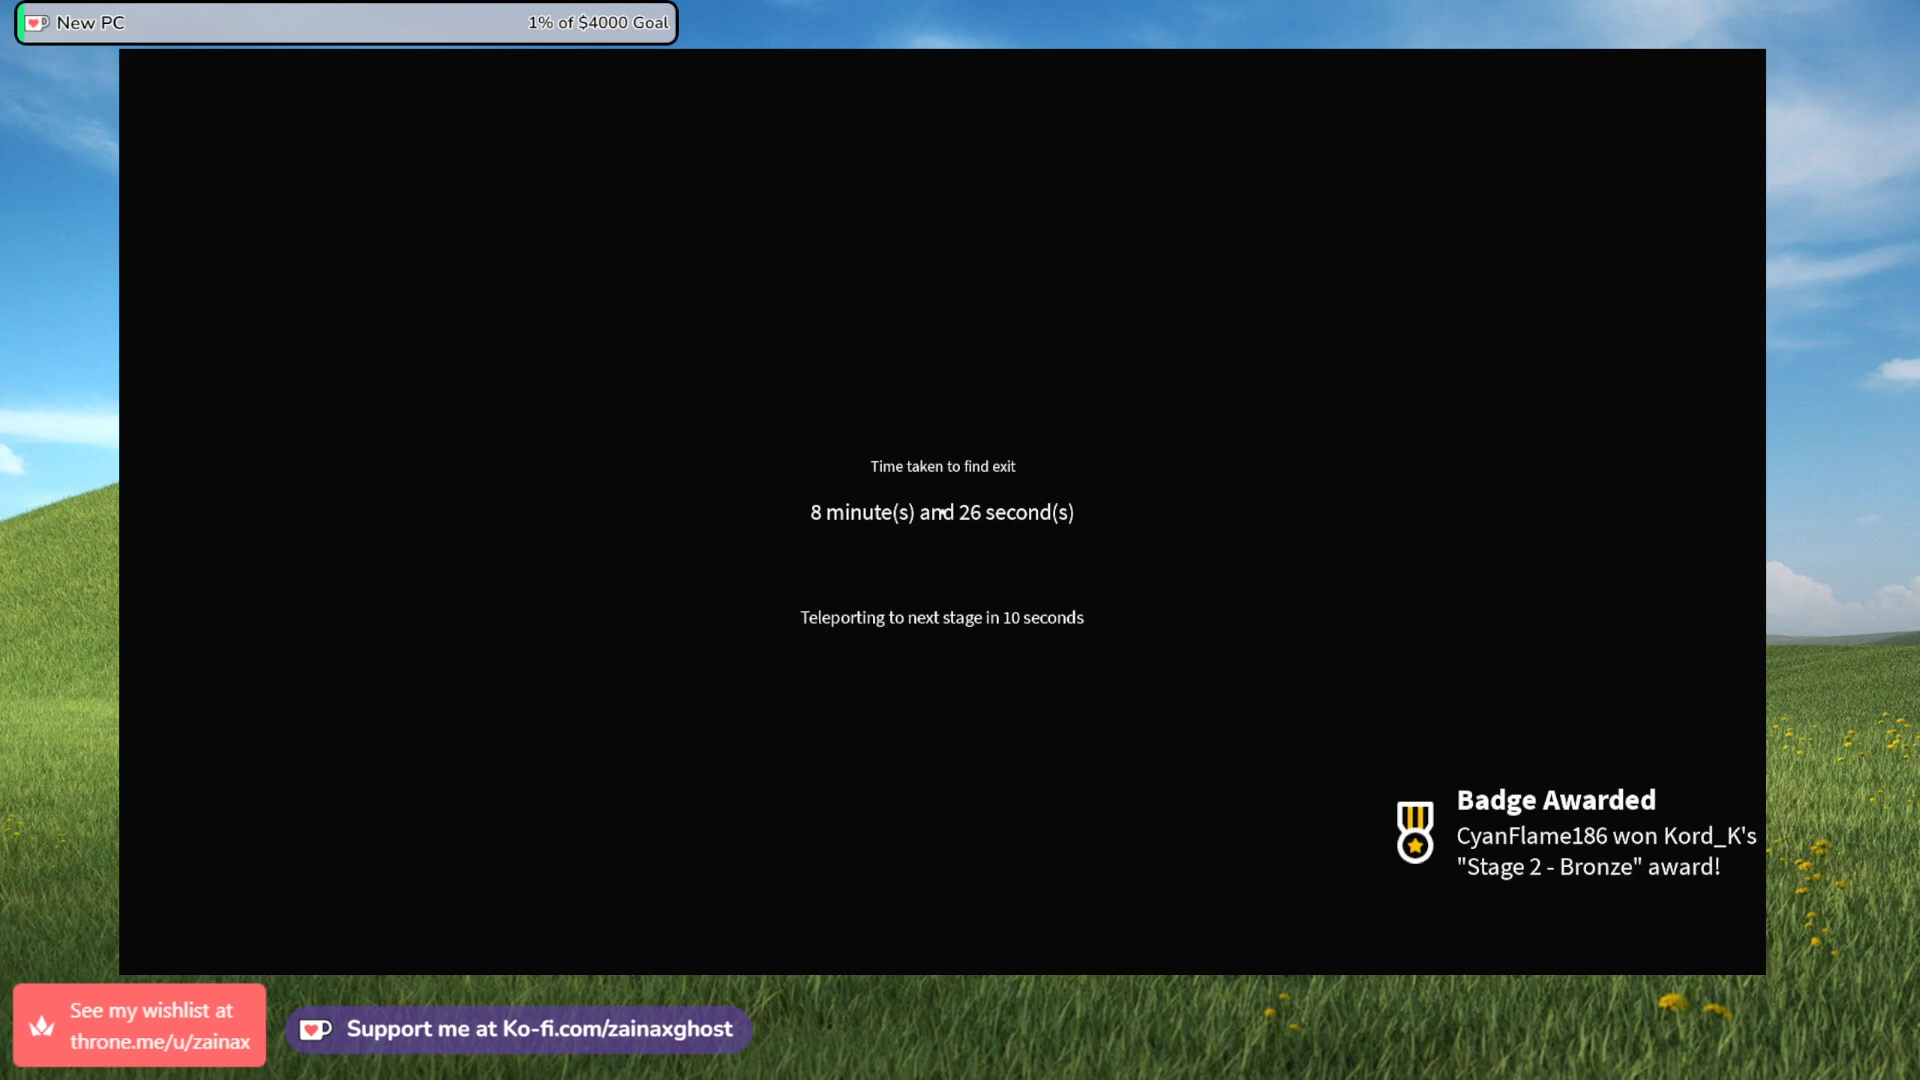 New PC
1% of $4000 Goal
Time taken to find exit
8 minute(s) and 26 second(s)
Teleporting to next stage in 10 seconds
Badge Awarded
CyanFlame186 won Kord_K's
"Stage 2 - Bronze" award!
See my wishlist at
throne.me/u/zainax
Support me at Ko-fi.com/zainaxghost